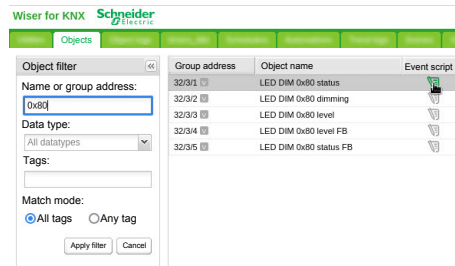 Wiser for KNX Schneider Electric
Objects
Object filter
Name or group address:
0x80
Data type:
All datatypes
Tags:
Match mode:
All tags Any tag
Apply filter Cancel
Group address Object name Event script
32/3/1 LED DIM 0x80 status
32/3/2 LED DIM 0x80 dimming
32/3/3 LED DIM 0x80 level
32/3/4 LED DIM 0x80 level FB
32/3/5 LED DIM 0x80 status FB